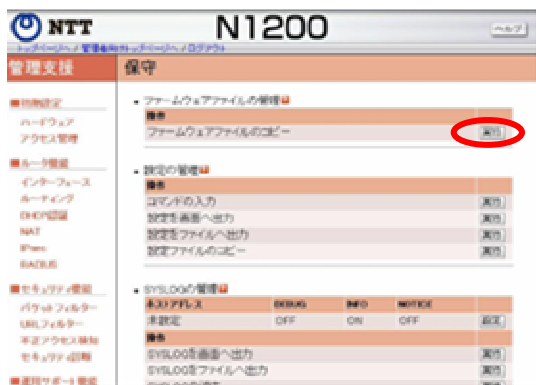 NTT
N1200
ヘルプ
トップページへ / 管理者向けトップページへ / ログアウト
管理支援
保守
■初期設定
ハードウェア
アクセス管理
■ルータ機能
インターフェース
ルーティング
DHCP認証
NAT
IPsec
RADIUS
■セキュリティ機能
パケットフィルター
URLフィルター
不正アクセス検知
セキュリティ診断
■運用サポート機能
・ファームウェアファイルの管理
操作
ファームウェアファイルのコピー
実行
・設定の管理
操作
コマンドの入力
実行
設定を画面へ出力
実行
設定をファイルへ出力
実行
設定ファイルのコピー
実行
・SYSLOGの管理
ホストアドレス DEBUG INFO NOTICE
未設定 OFF ON OFF
設定
操作
SYSLOGを画面へ出力
実行
SYSLOGをファイルへ出力
実行